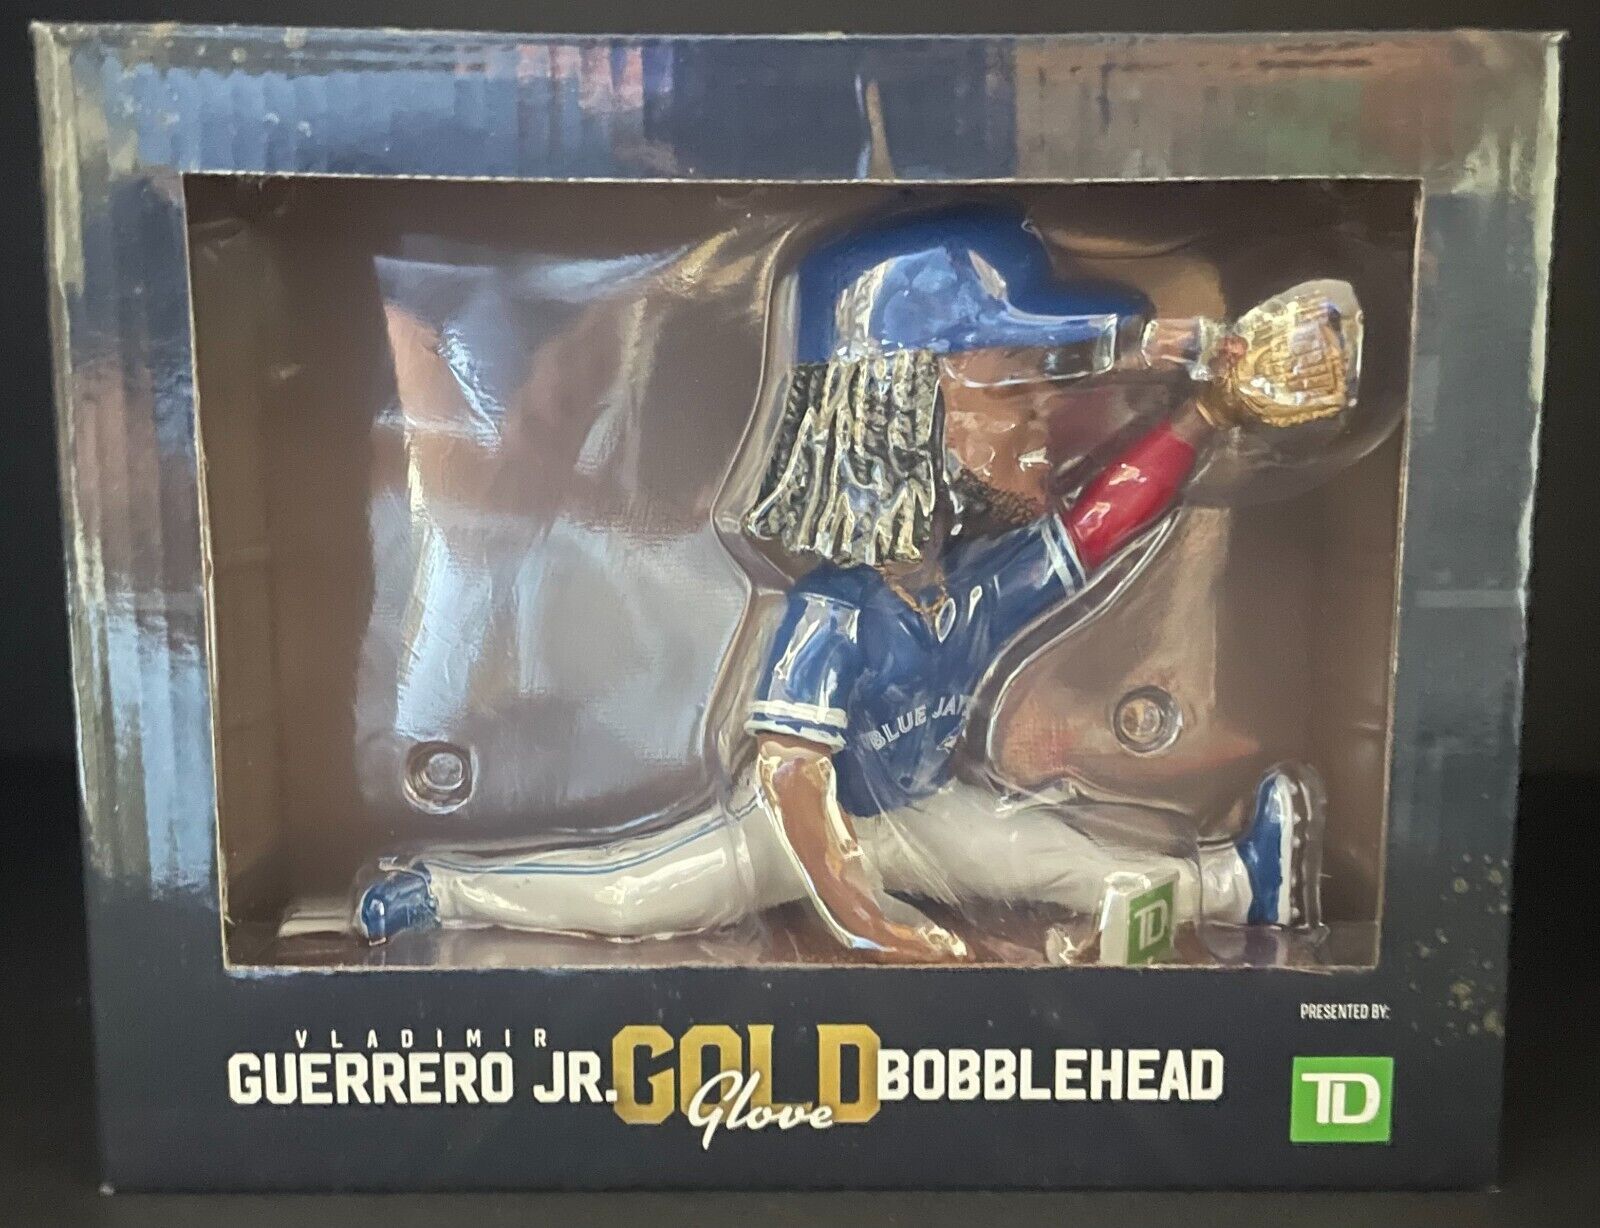 BLUE JAYS
TD
PRESENTED BY:
VLADIMIR
GUERRERO JR. GOLD Glove BOBBLEHEAD
TD